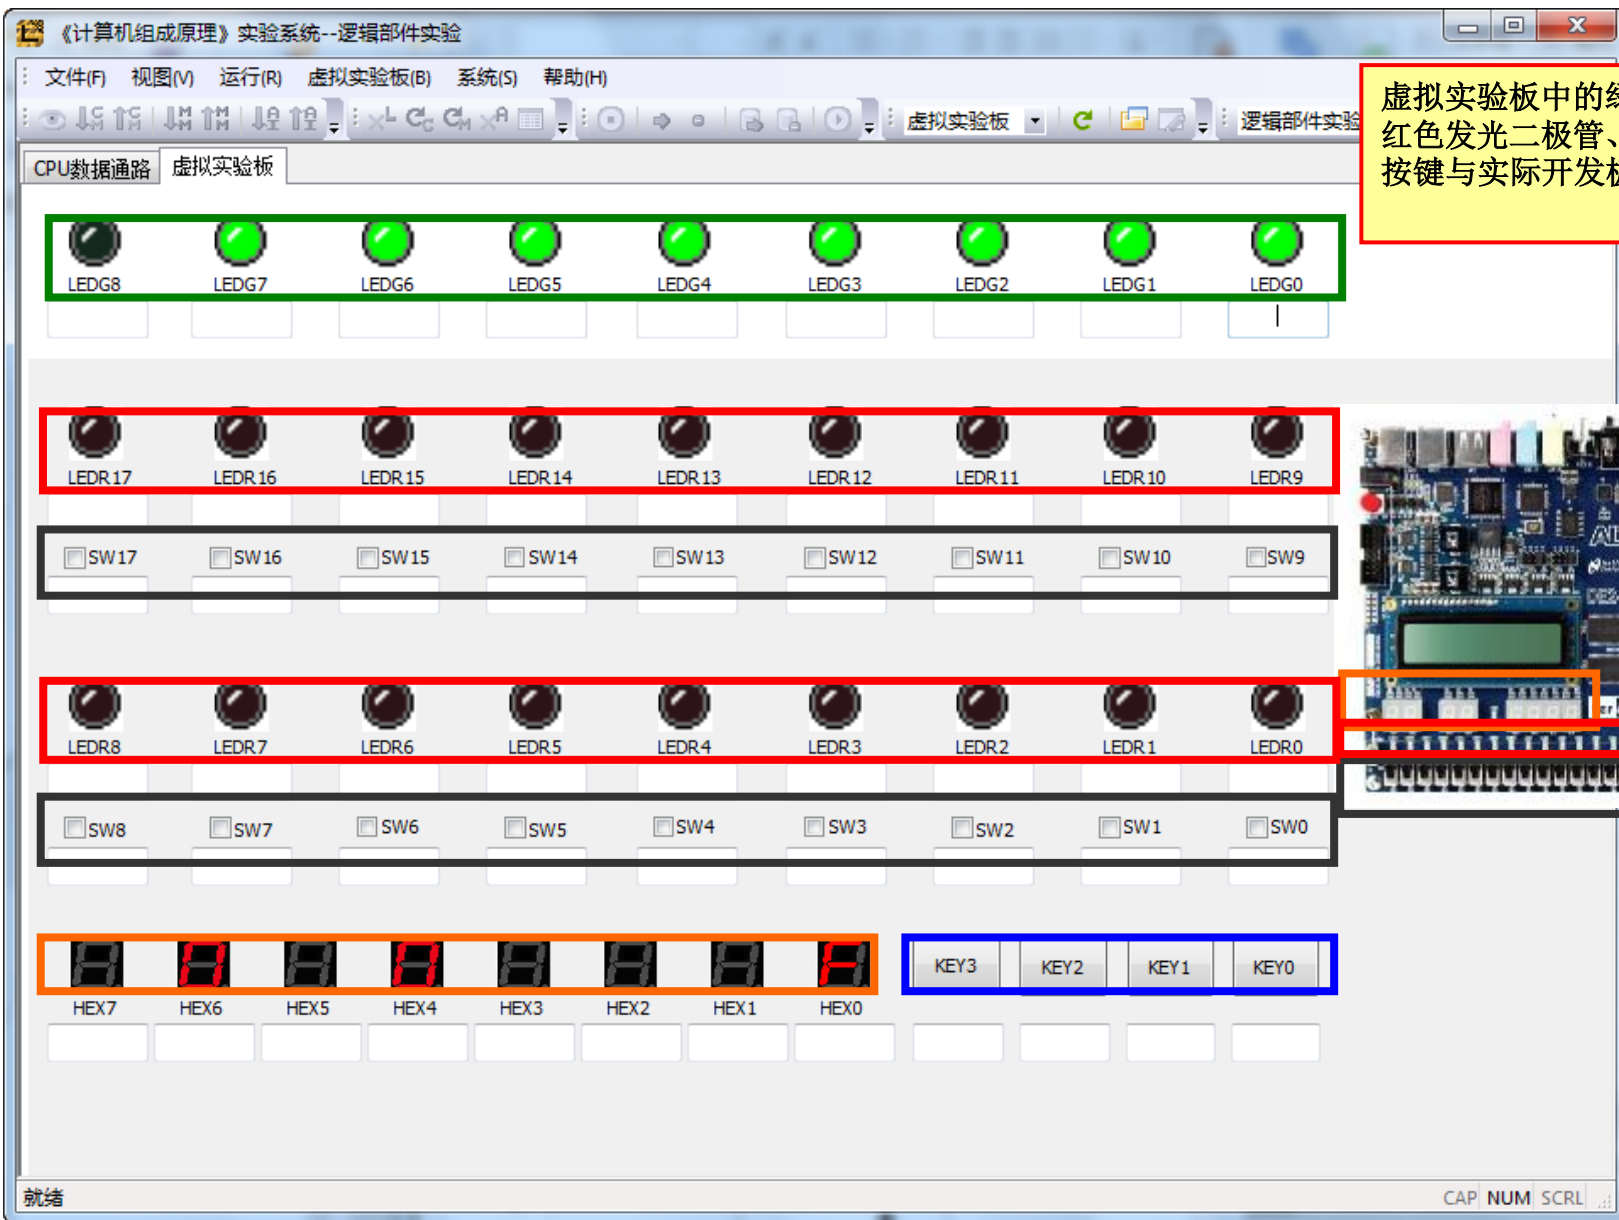 《计算机组成原理》实验系统--逻辑部件实验
文件(F) 视图(V) 运行(R) 虚拟实验板(B) 系统(S) 帮助(H)
虚拟实验板 逻辑部件实验
虚拟实验板中的
红色发光二极管、
按键与实际开发
CPU数据通路 虚拟实验板
LEDG8 LEDG7 LEDG6 LEDG5 LEDG4 LEDG3 LEDG2 LEDG1 LEDG0
LEDR17 LEDR16 LEDR15 LEDR14 LEDR13 LEDR12 LEDR11 LEDR10 LEDR9
SW17 SW16 SW15 SW14 SW13 SW12 SW11 SW10 SW9
LEDR8 LEDR7 LEDR6 LEDR5 LEDR4 LEDR3 LEDR2 LEDR1 LEDR0
SW8 SW7 SW6 SW5 SW4 SW3 SW2 SW1 SW0
KEY3 KEY2 KEY1 KEY0
HEX7 HEX6 HEX5 HEX4 HEX3 HEX2 HEX1 HEX0
就绪 CAP NUM SCRL